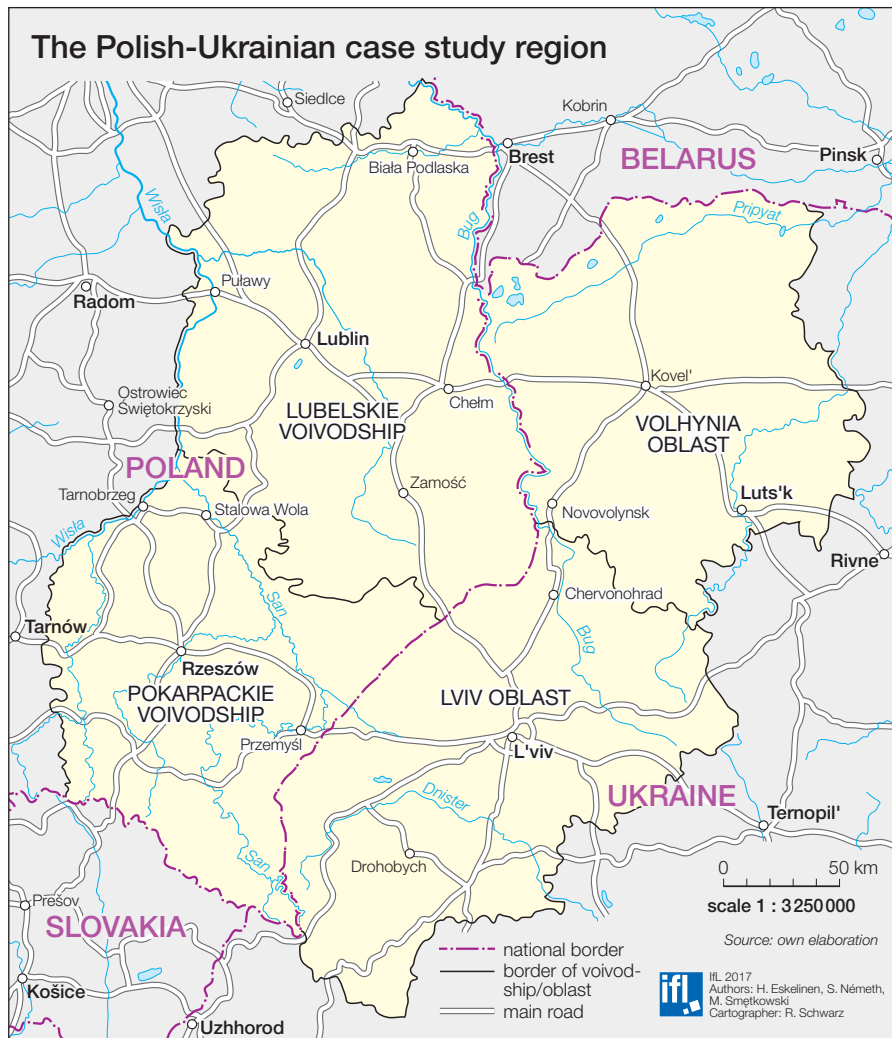 The Polish-Ukrainian case study region
Siedlce
Kobrin
Biała Podlaska
Brest
BELARUS
Pinsk
Wisła
Bug
Pripyat
Puławy
Radom
Lublin
Ostrowiec
Świętokrzyski
Kovel'
Chełm
LUBELSKIE
VOIVODSHIP
VOLHYNIA
OBLAST
POLAND
Zamość
Tarnobrzeg
Stalowa Wola
Novovolynsk
Luts'k
Wisła
Rivne
Chervonohrad
San
Bug
Tarnów
Rzeszów
POKARPACKIE
VOIVODSHIP
LVIV OBLAST
Przemyśl
L'viv
UKRAINE
Dnister
Ternopil'
Drohobych
San
0 50 km
scale 1 : 3250000
Prešov
SLOVAKIA
Source: own elaboration
national border
border of voivod-
ship/oblast
main road
Košice
Uzhhorod
ifl
IfL 2017
Authors: H. Eskelinen, S. Németh,
M. Smętkowski
Cartographer: R. Schwarz